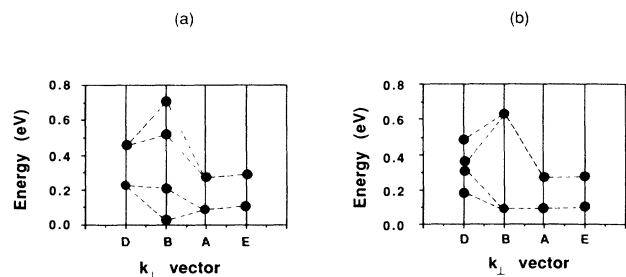 (a)
(b)
Energy (eV)
0.8
0.6
0.4
0.2
0.0
D B A E
k⊥ vector
Energy (eV)
0.8
0.6
0.4
0.2
0.0
D B A E
k⊥ vector